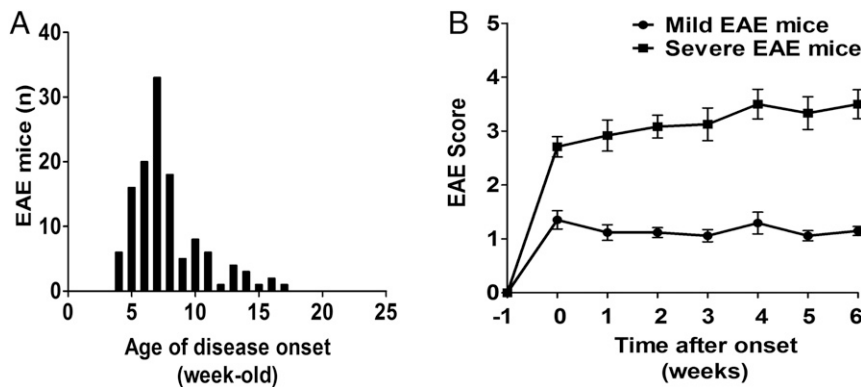 A
EAE mice (n)
40
30
20
10
0
0 5 10 15 20 25
Age of disease onset
(week-old)
B
Mild EAE mice
Severe EAE mice
EAE Score
5
4
3
2
1
0
-1 0 1 2 3 4 5 6
Time after onset
(weeks)